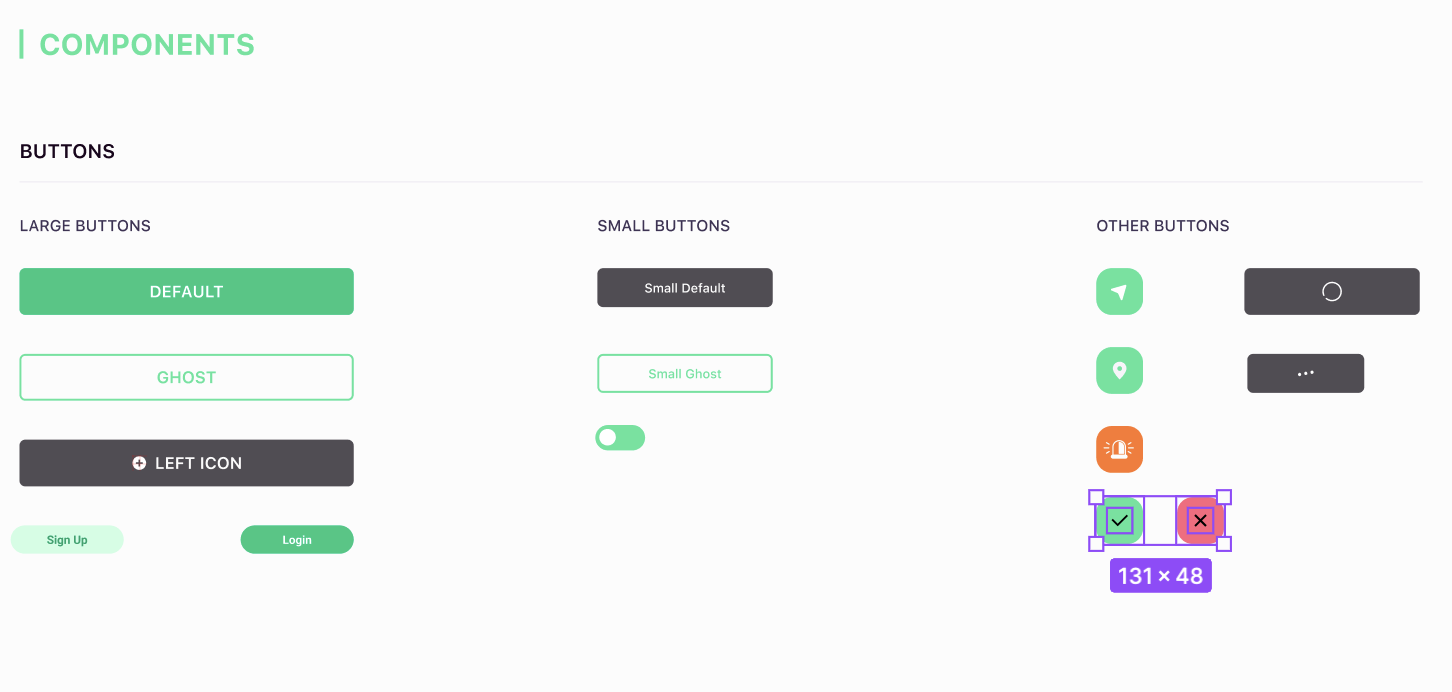 COMPONENTS
BUTTONS
LARGE BUTTONS
DEFAULT
GHOST
LEFT ICON
Sign Up
Login
SMALL BUTTONS
Small Default
Small Ghost
OTHER BUTTONS
131 × 48